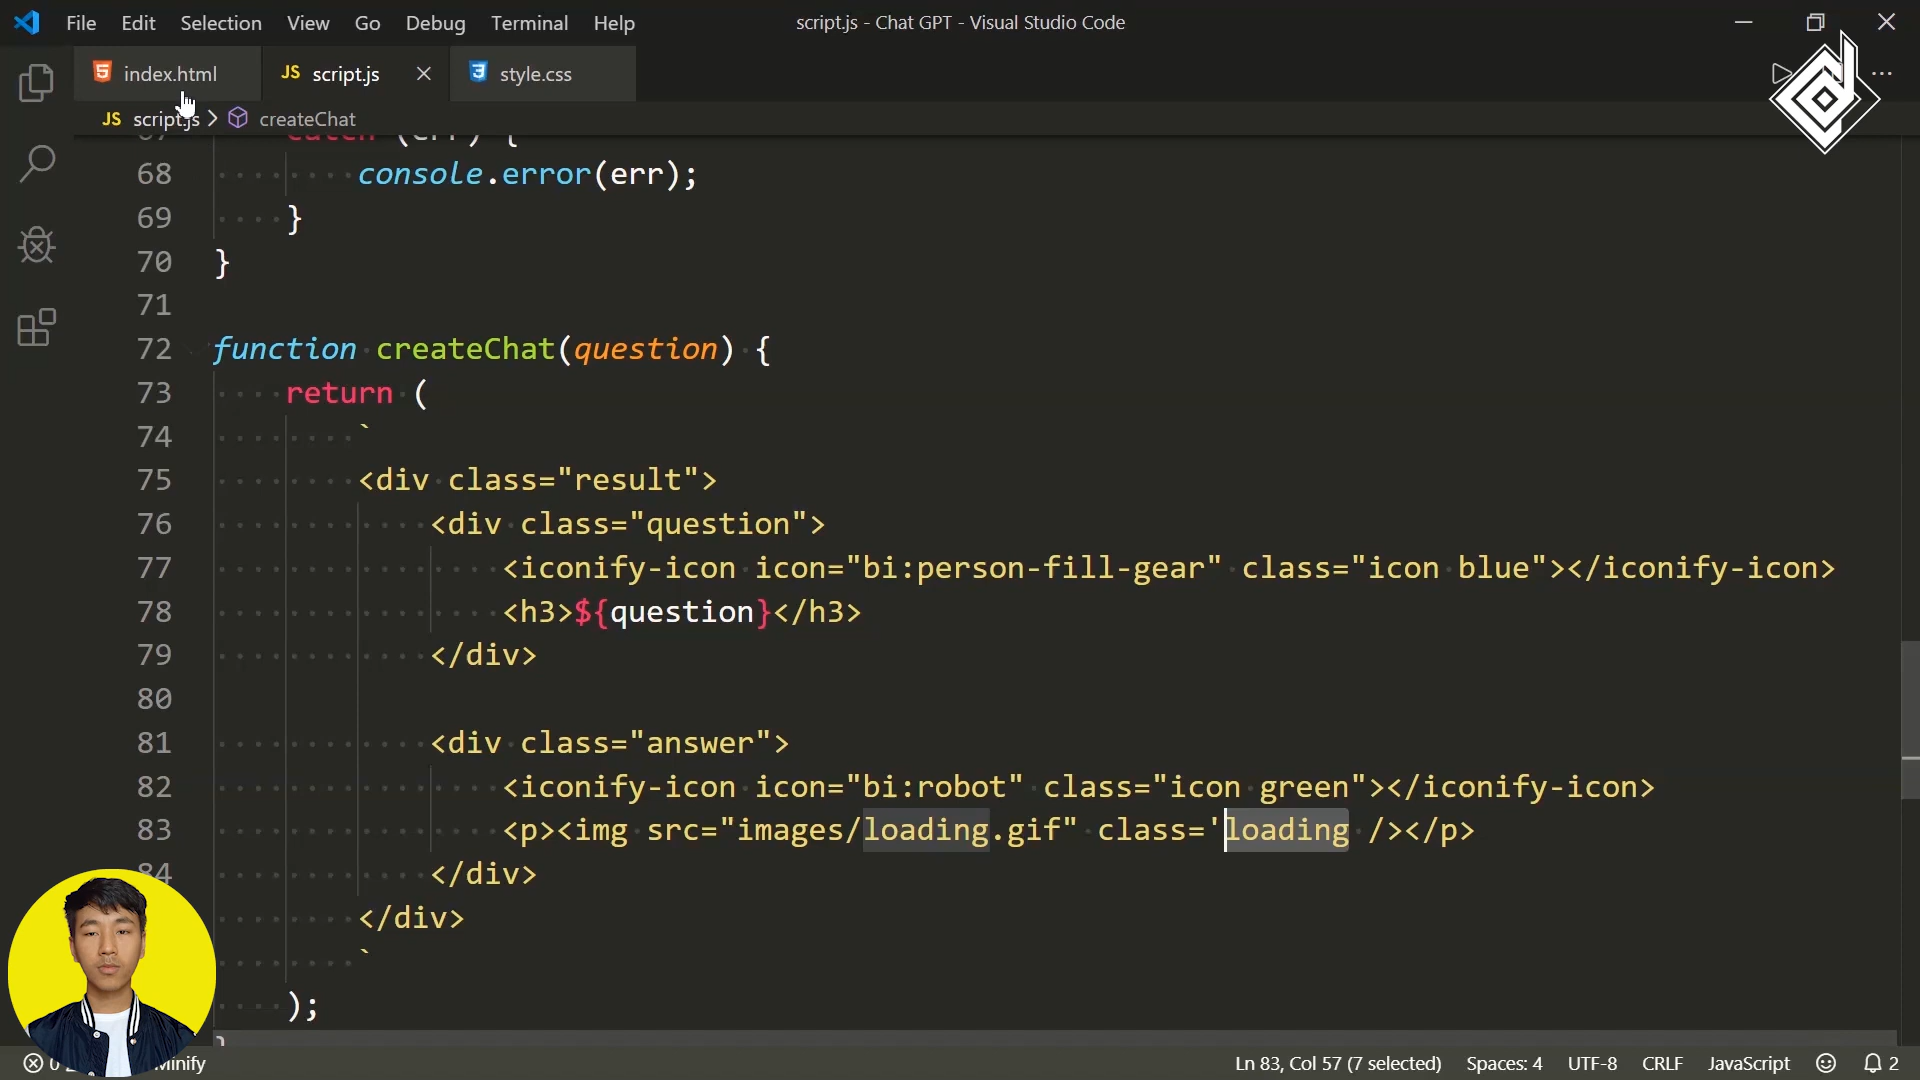 File Edit Selection View Go Debug Terminal Help
script.js - Chat GPT - Visual Studio Code
index.html
JS script.js
style.css
JS script.js > createChat
catch (err) {
68 console.error(err);
69 }
70 }
71
72 function createChat(question) {
73 return (
74 `
75 <div class="result">
76 <div class="question">
77 <iconify-icon icon="bi:person-fill-gear" class="icon blue"></iconify-icon>
78 <h3>${question}</h3>
79 </div>
80
81 <div class="answer">
82 <iconify-icon icon="bi:robot" class="icon green"></iconify-icon>
83 <p><img src="images/loading.gif" class='loading /></p>
84 </div>
</div>
`
);
Minify
Ln 83, Col 57 (7 selected) Spaces: 4 UTF-8 CRLF JavaScript 2